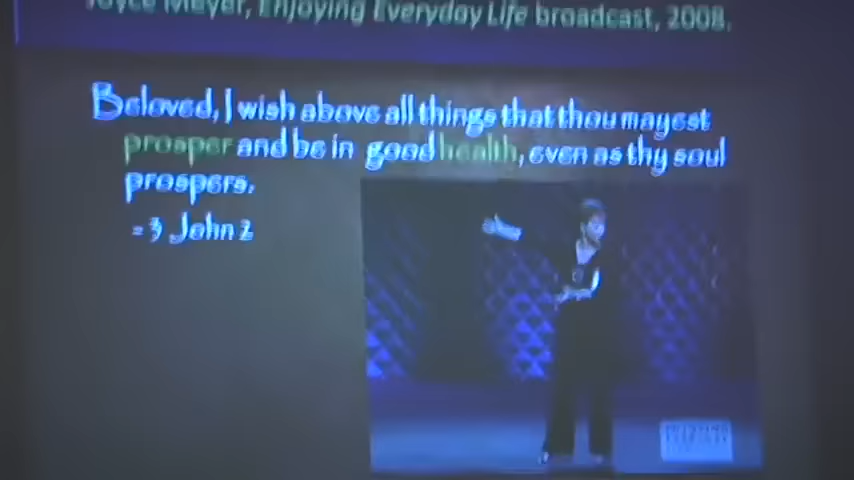 Joyce Meyer, Enjoying Everyday Life broadcast, 2008.
Beloved, I wish above all things that thou mayest
prosper and be in good health, even as thy soul
prospers.
- 3 John 2